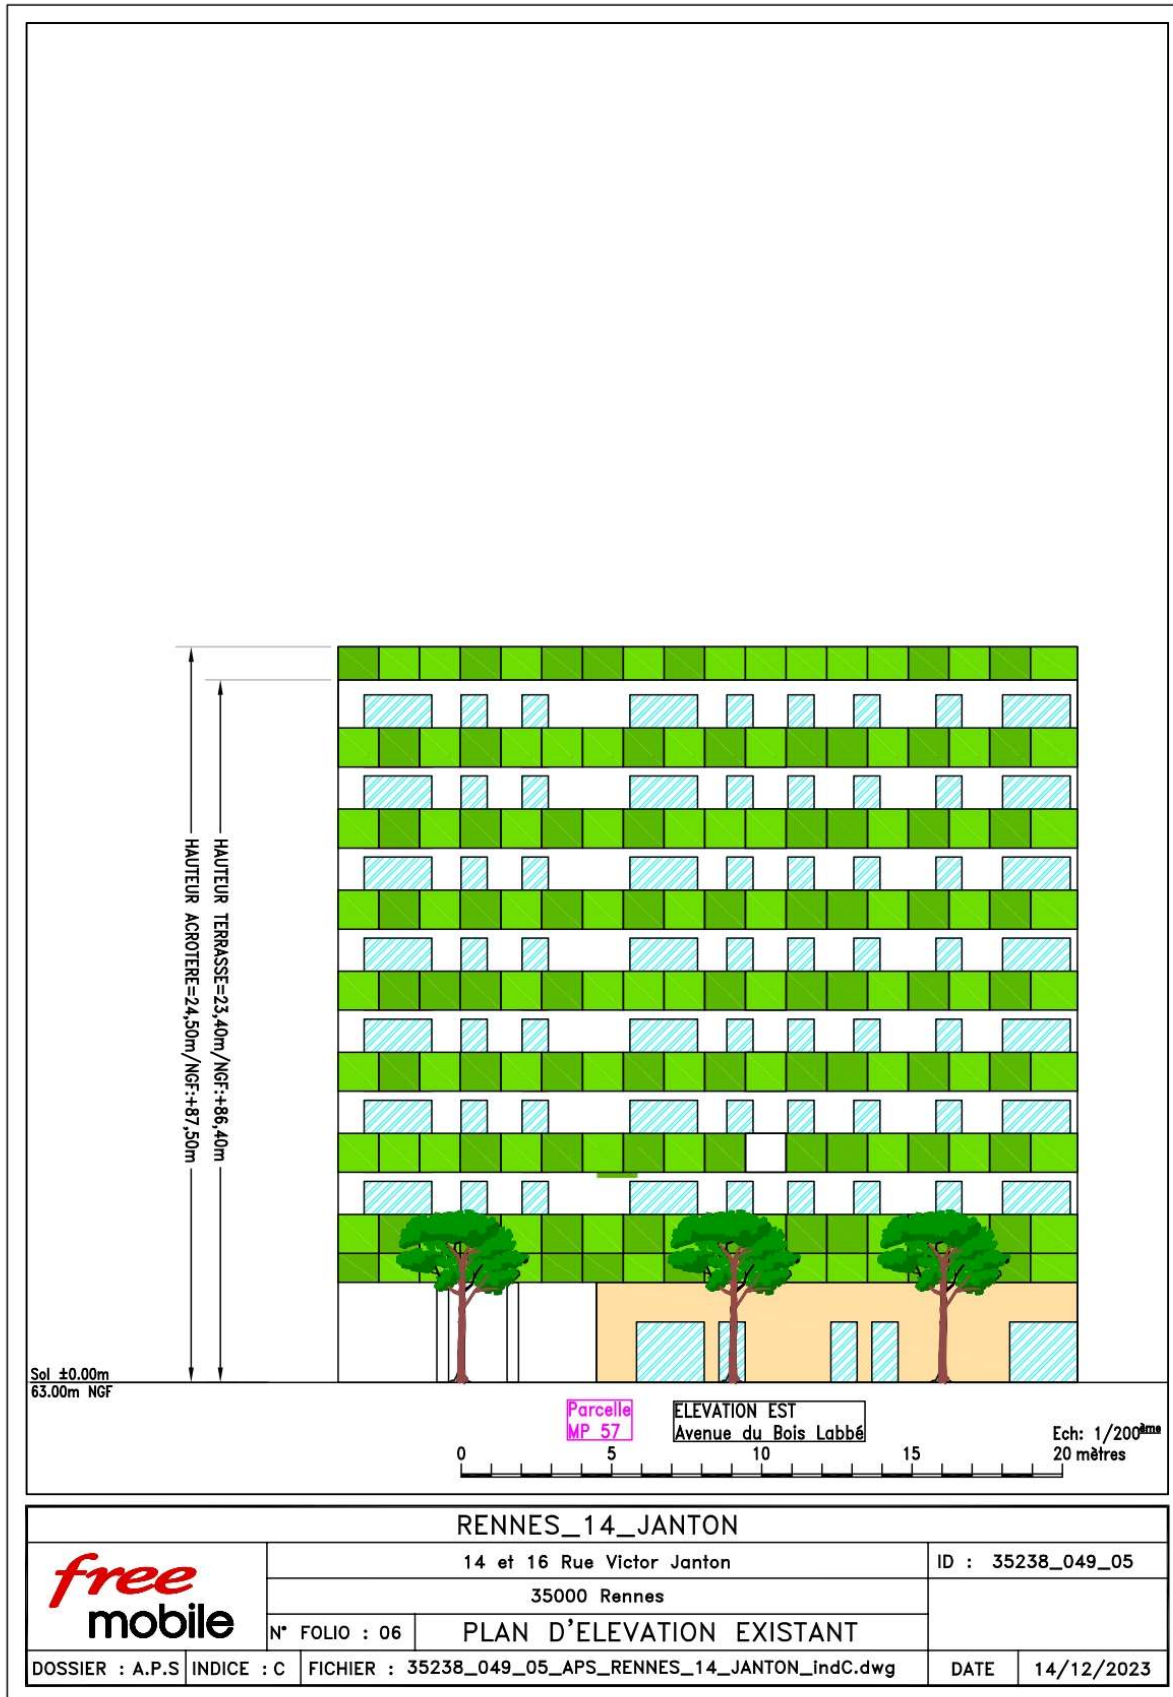 HAUTEUR ACROTERE=24,50m/NGF:+87,50m
HAUTEUR TERRASSE=23,40m/NGF:+86,40m
Sol ±0.00m
63.00m NGF
Parcelle
MP 57
ELEVATION EST
Avenue du Bois Labbé
Ech: 1/200ème
0 5 10 15 20 mètres
RENNES_14_JANTON
free
mobile
14 et 16 Rue Victor Janton
ID : 35238_049_05
35000 Rennes
N° FOLIO : 06
PLAN D'ELEVATION EXISTANT
DOSSIER : A.P.S
INDICE : C
FICHIER : 35238_049_05_APS_RENNES_14_JANTON_indC.dwg
DATE
14/12/2023